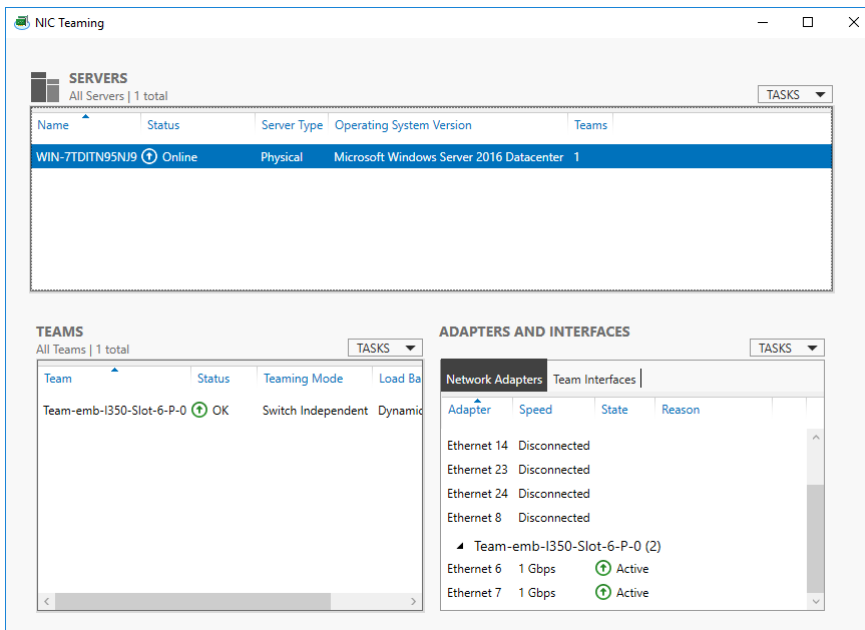 NIC Teaming
SERVERS
All Servers | 1 total
TASKS
Name Status Server Type Operating System Version Teams
WIN-7TDITN95NJ9 Online Physical Microsoft Windows Server 2016 Datacenter 1
TEAMS
All Teams | 1 total
TASKS
Team Status Teaming Mode Load Ba
Team-emb-I350-Slot-6-P-0 OK Switch Independent Dynamic
ADAPTERS AND INTERFACES
TASKS
Network Adapters Team Interfaces
Adapter Speed State Reason
Ethernet 14 Disconnected
Ethernet 23 Disconnected
Ethernet 24 Disconnected
Ethernet 8 Disconnected
Team-emb-I350-Slot-6-P-0 (2)
Ethernet 6 1 Gbps Active
Ethernet 7 1 Gbps Active